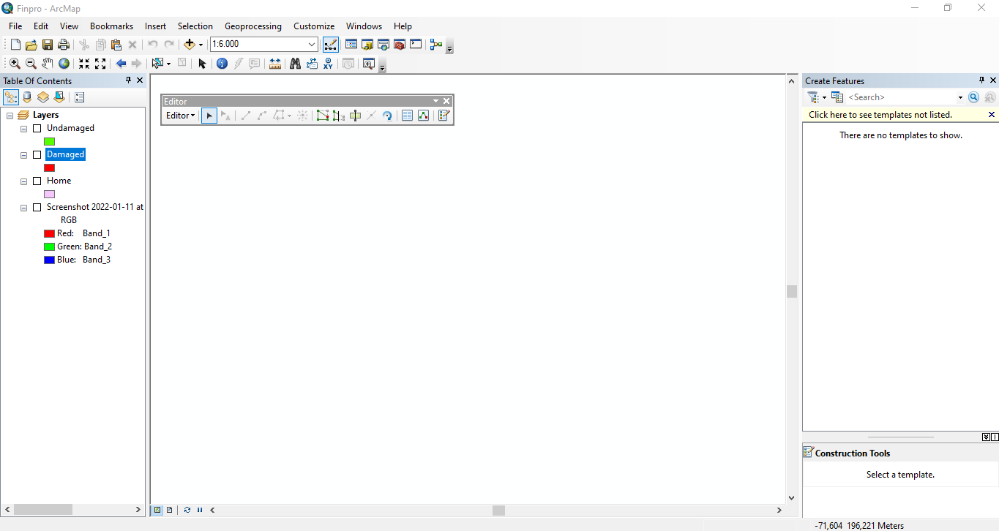 Finpro - ArcMap
File Edit View Bookmarks Insert Selection Geoprocessing Customize Windows Help
1:6.000
XY
Table Of Contents
Layers
Undamaged
Damaged
Home
Screenshot 2022-01-11 at
RGB
Red: Band_1
Green: Band_2
Blue: Band_3
Editor
Editor
Create Features
<Search>
Click here to see templates not listed.
There are no templates to show.
Construction Tools
Select a template.
-71,604 196,221 Meters